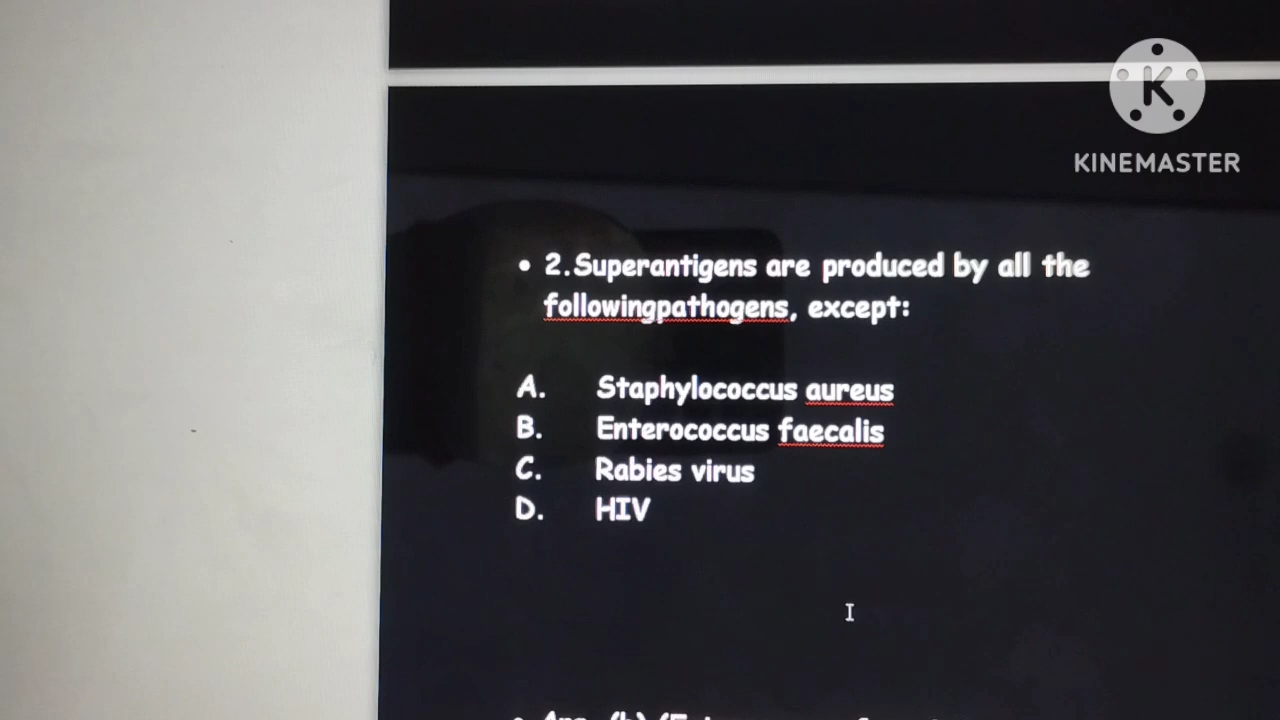 KINEMASTER
• 2.Superantigens are produced by all the
followingpathogens, except:
A. Staphylococcus aureus
B. Enterococcus faecalis
C. Rabies virus
D. HIV